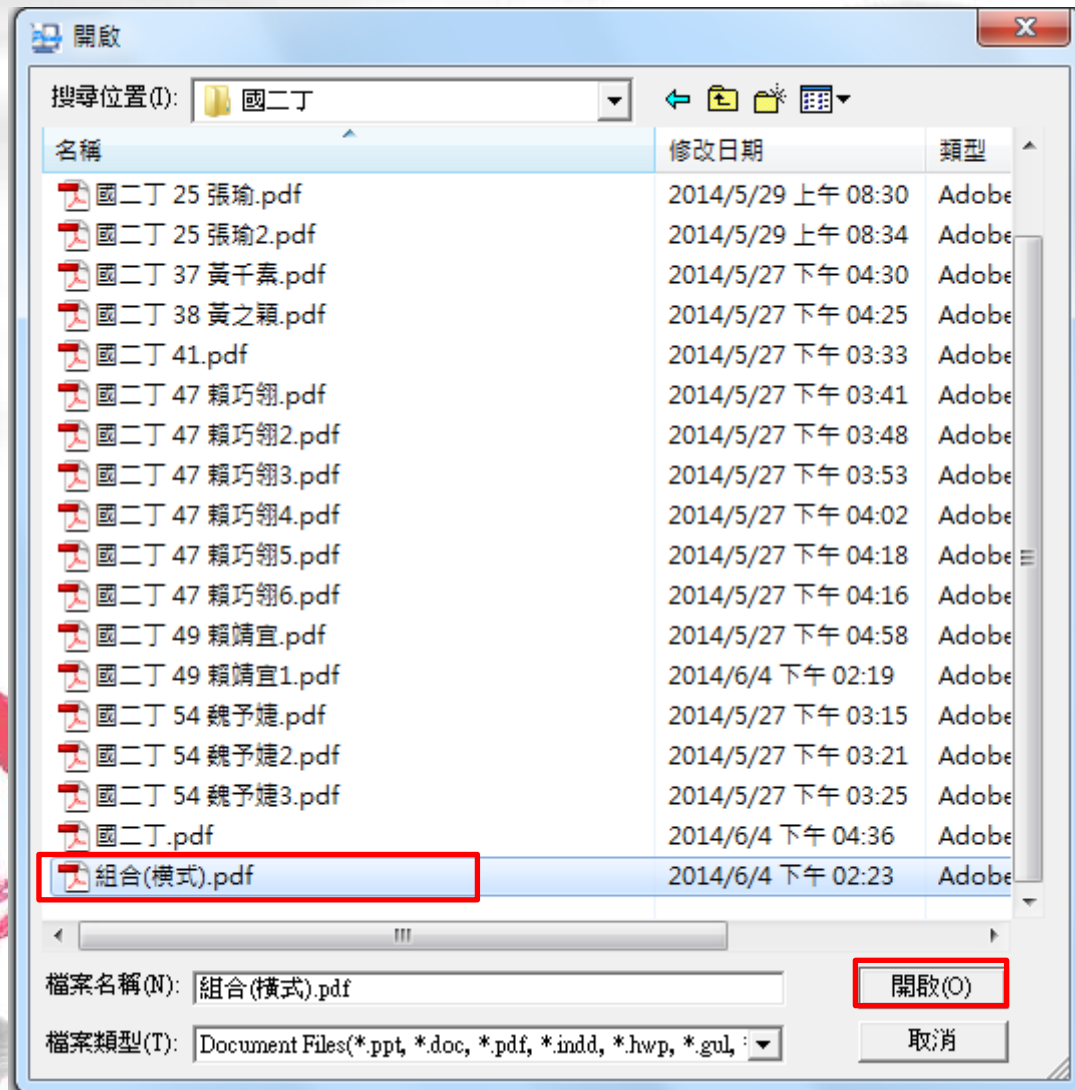 開啟
搜尋位置(I): 國二丁
名稱 修改日期 類型
國二丁 25 張瑜.pdf 2014/5/29 上午 08:30 Adobe
國二丁 25 張瑜2.pdf 2014/5/29 上午 08:34 Adobe
國二丁 37 黃千素.pdf 2014/5/27 下午 04:30 Adobe
國二丁 38 黃之穎.pdf 2014/5/27 下午 04:25 Adobe
國二丁 41.pdf 2014/5/27 下午 03:33 Adobe
國二丁 47 賴巧翎.pdf 2014/5/27 下午 03:41 Adobe
國二丁 47 賴巧翎2.pdf 2014/5/27 下午 03:48 Adobe
國二丁 47 賴巧翎3.pdf 2014/5/27 下午 03:53 Adobe
國二丁 47 賴巧翎4.pdf 2014/5/27 下午 04:02 Adobe
國二丁 47 賴巧翎5.pdf 2014/5/27 下午 04:18 Adobe
國二丁 47 賴巧翎6.pdf 2014/5/27 下午 04:16 Adobe
國二丁 49 賴婧宜.pdf 2014/5/27 下午 04:58 Adobe
國二丁 49 賴婧宜1.pdf 2014/6/4 下午 02:19 Adobe
國二丁 54 魏予婕.pdf 2014/5/27 下午 03:15 Adobe
國二丁 54 魏予婕2.pdf 2014/5/27 下午 03:21 Adobe
國二丁 54 魏予婕3.pdf 2014/5/27 下午 03:25 Adobe
國二丁.pdf 2014/6/4 下午 04:36 Adobe
組合(橫式).pdf 2014/6/4 下午 02:23 Adobe
檔案名稱(N): 組合(橫式).pdf 開啟(O)
檔案類型(T): Document Files(*.ppt, *.doc, *.pdf, *.indd, *.hwp, *.gul, 取消